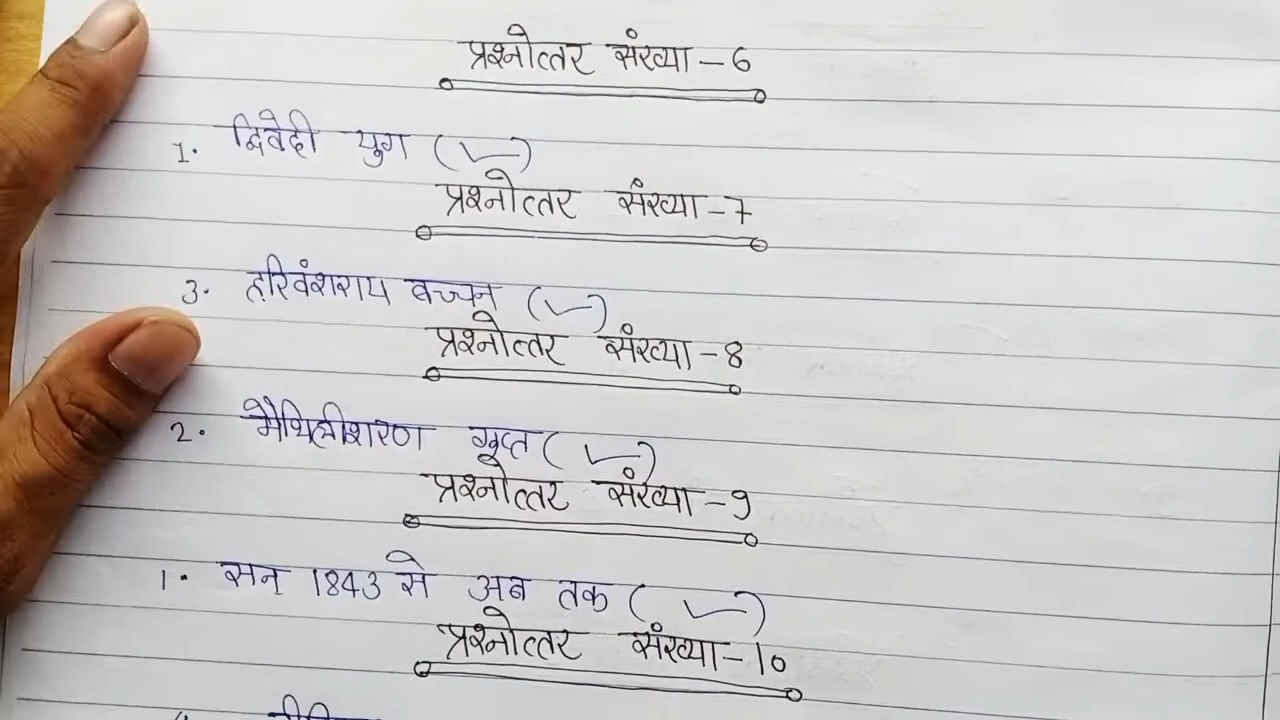 प्रश्नोत्तर संख्या - 6
1. द्विवेदी युग (✓)
प्रश्नोत्तर संख्या - 7
3. हरिवंशराय बच्चन (✓)
प्रश्नोत्तर संख्या - 8
2. मैथिलीशरण गुप्त (✓)
प्रश्नोत्तर संख्या - 9
1. सन् 1843 से अब तक (✓)
प्रश्नोत्तर संख्या - 10